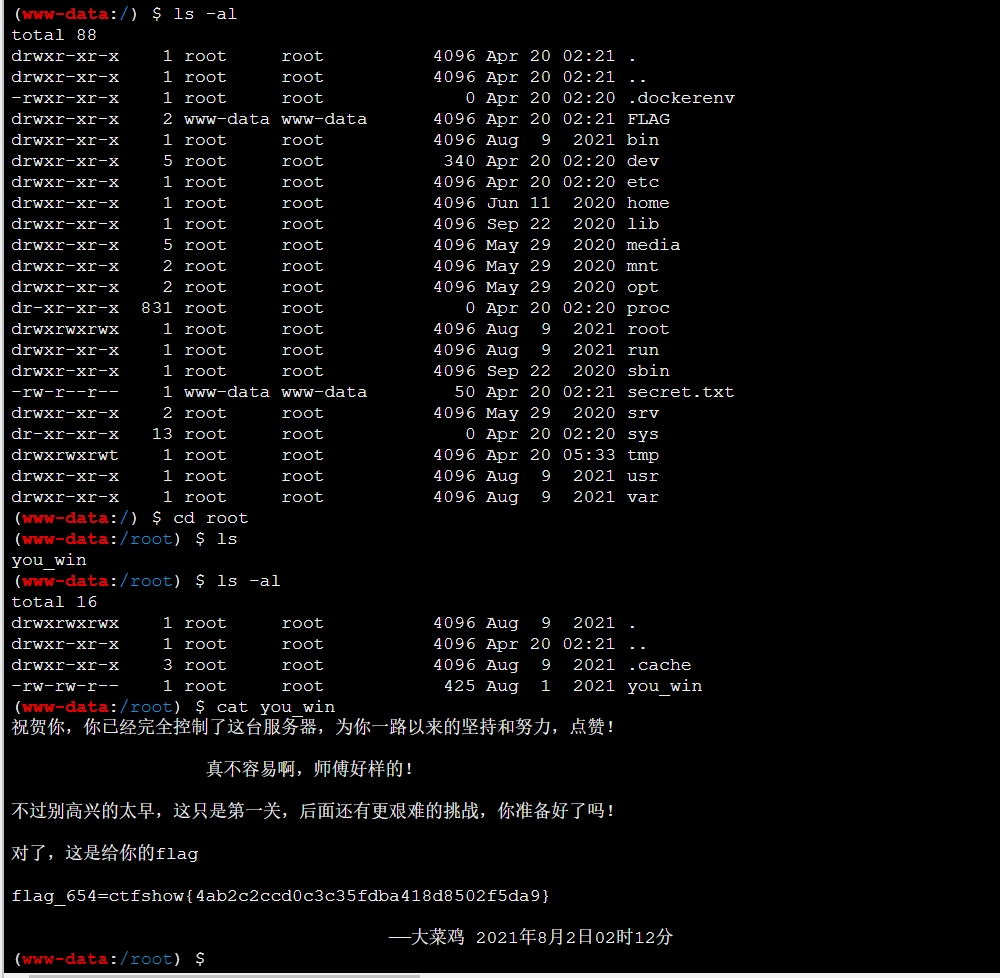 (www-data:/) $ ls -al
total 88
drwxr-xr-x    1 root     root          4096 Apr 20 02:21 .
drwxr-xr-x    1 root     root          4096 Apr 20 02:21 ..
-rwxr-xr-x    1 root     root             0 Apr 20 02:20 .dockerenv
drwxr-xr-x    2 www-data www-data      4096 Apr 20 02:21 FLAG
drwxr-xr-x    1 root     root          4096 Aug  9  2021 bin
drwxr-xr-x    5 root     root           340 Apr 20 02:20 dev
drwxr-xr-x    1 root     root          4096 Apr 20 02:20 etc
drwxr-xr-x    1 root     root          4096 Jun 11  2020 home
drwxr-xr-x    1 root     root          4096 Sep 22  2020 lib
drwxr-xr-x    5 root     root          4096 May 29  2020 media
drwxr-xr-x    2 root     root          4096 May 29  2020 mnt
drwxr-xr-x    2 root     root          4096 May 29  2020 opt
dr-xr-xr-x  831 root     root             0 Apr 20 02:20 proc
drwxrwxrwx    1 root     root          4096 Aug  9  2021 root
drwxr-xr-x    1 root     root          4096 Aug  9  2021 run
drwxr-xr-x    1 root     root          4096 Sep 22  2020 sbin
-rw-r--r--    1 www-data www-data        50 Apr 20 02:21 secret.txt
drwxr-xr-x    2 root     root          4096 May 29  2020 srv
dr-xr-xr-x   13 root     root             0 Apr 20 02:20 sys
drwxrwxrwt    1 root     root          4096 Apr 20 05:33 tmp
drwxr-xr-x    1 root     root          4096 Aug  9  2021 usr
drwxr-xr-x    1 root     root          4096 Aug  9  2021 var
(www-data:/) $ cd root
(www-data:/root) $ ls
you_win
(www-data:/root) $ ls -al
total 16
drwxrwxrwx    1 root     root          4096 Aug  9  2021 .
drwxr-xr-x    1 root     root          4096 Apr 20 02:21 ..
drwxr-xr-x    3 root     root          4096 Aug  9  2021 .cache
-rw-rw-r--    1 root     root           425 Aug  1  2021 you_win
(www-data:/root) $ cat you_win
祝贺你，你已经完全控制了这台服务器，为你一路以来的坚持和努力，点赞！
真不容易啊，师傅好样的！
不过别高兴的太早，这只是第一关，后面还有更艰难的挑战，你准备好了吗！
对了，这是给你的flag
flag_654=ctfshow{4ab2c2ccd0c3c35fdba418d8502f5da9}
——大菜鸡 2021年8月2日02时12分
(www-data:/root) $